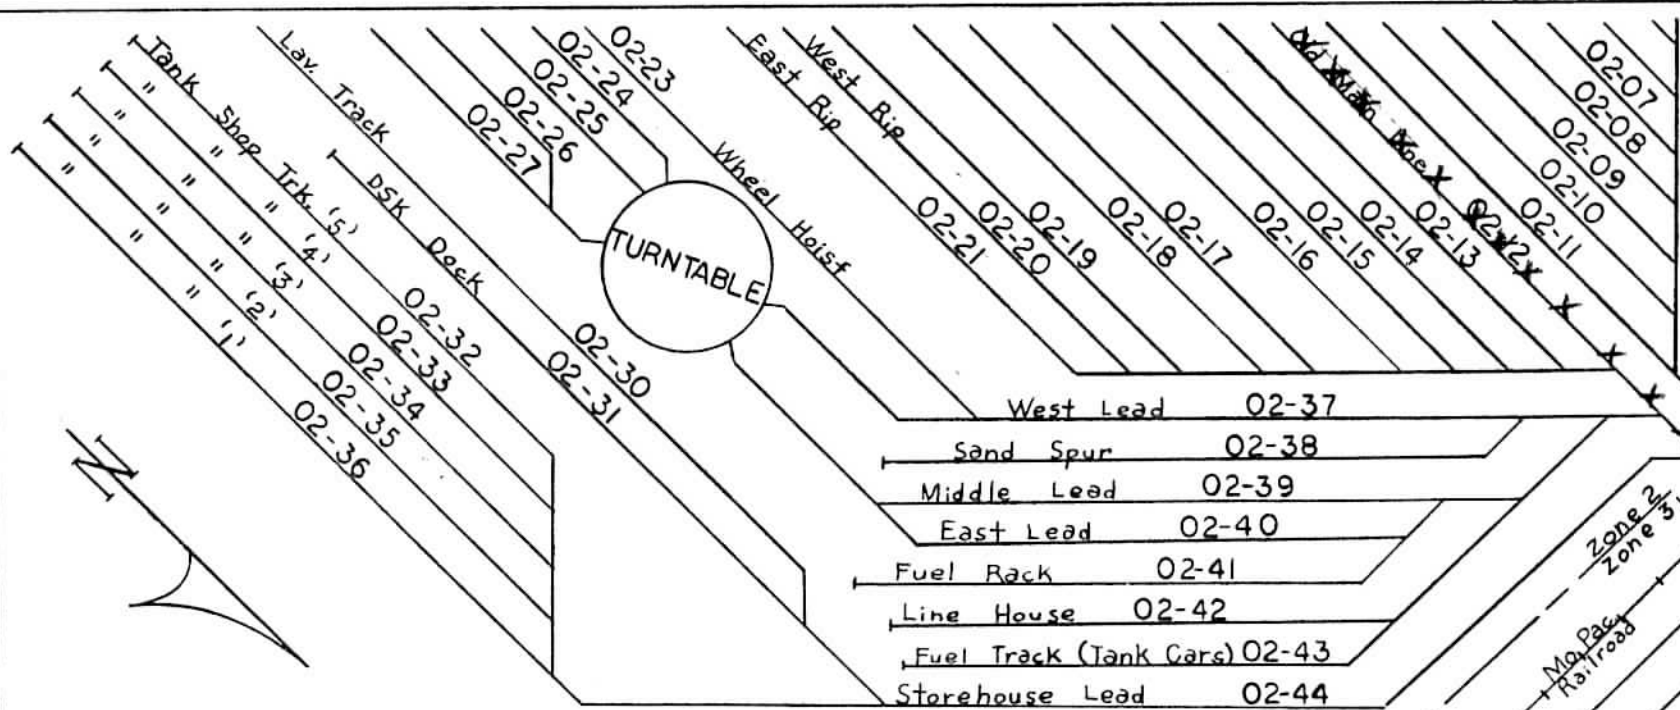 Tank Shop Trk. (5)
" " " (4)
" " " (3)
" " " (2)
" " " (1)
Lav. Track
DSK Dock
02-27
02-26
02-25
02-24
02-23
Wheel Hoist
TURNTABLE
East Rip
West Rip
02-21
02-20
02-19
02-18
02-17
02-16
02-15
02-14
02-13
02-12
02-11
02-10
02-09
02-08
02-07
02-30
02-31
02-32
02-33
02-34
02-35
02-36
N
West Lead 02-37
Sand Spur 02-38
Middle Lead 02-39
East Lead 02-40
Fuel Rack 02-41
Line House 02-42
Fuel Track (Tank Cars) 02-43
Storehouse Lead 02-44
Zone 2
Zone 3
Mo. Pac.
Railroad